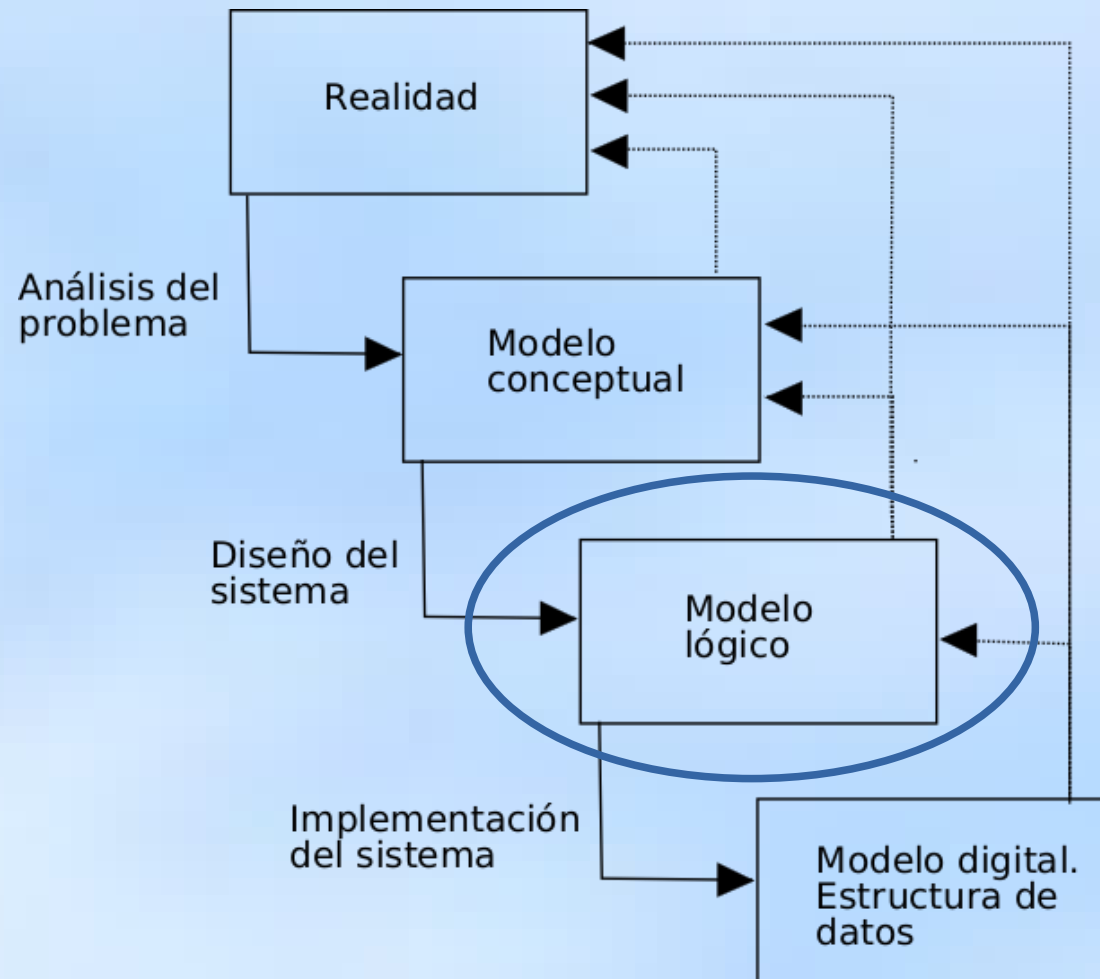 Realidad
Análisis del
problema
Modelo
conceptual
Diseño del
sistema
Modelo
lógico
Implementación
del sistema
Modelo digital.
Estructura de
datos